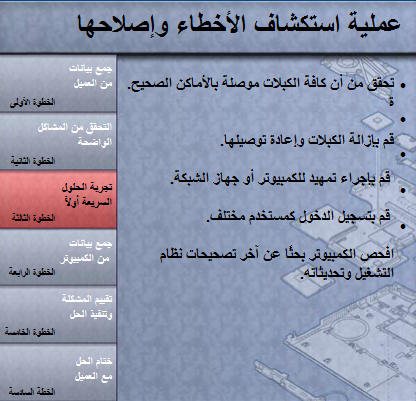 عملية استكشاف الأخطاء وإصلاحها
تحقق من أن كافة الكبلات موصلة بالأماكن الصحيح.
ة
قم بإزالة الكبلات وإعادة توصيلها.
قم بإجراء تمهيد للكمبيوتر أو جهاز الشبكة.
قم بتسجيل الدخول كمستخدم مختلف.
افحص الكمبيوتر بحثًا عن آخر تصحيحات نظام
التشغيل وتحديثاته.
جمع بيانات
من العميل
الخطوة الأولى
التحقق من المشاكل
الواضحة
الخطوة الثانية
تجربة الحلول
السريعة أولاً
الخطوة الثالثة
جمع بيانات
من الكمبيوتر
الخطوة الرابعة
تقييم المشكلة
وتنفيذ الحل
الخطوة الخامسة
ختام الحل
مع العميل
الخطة السادسة